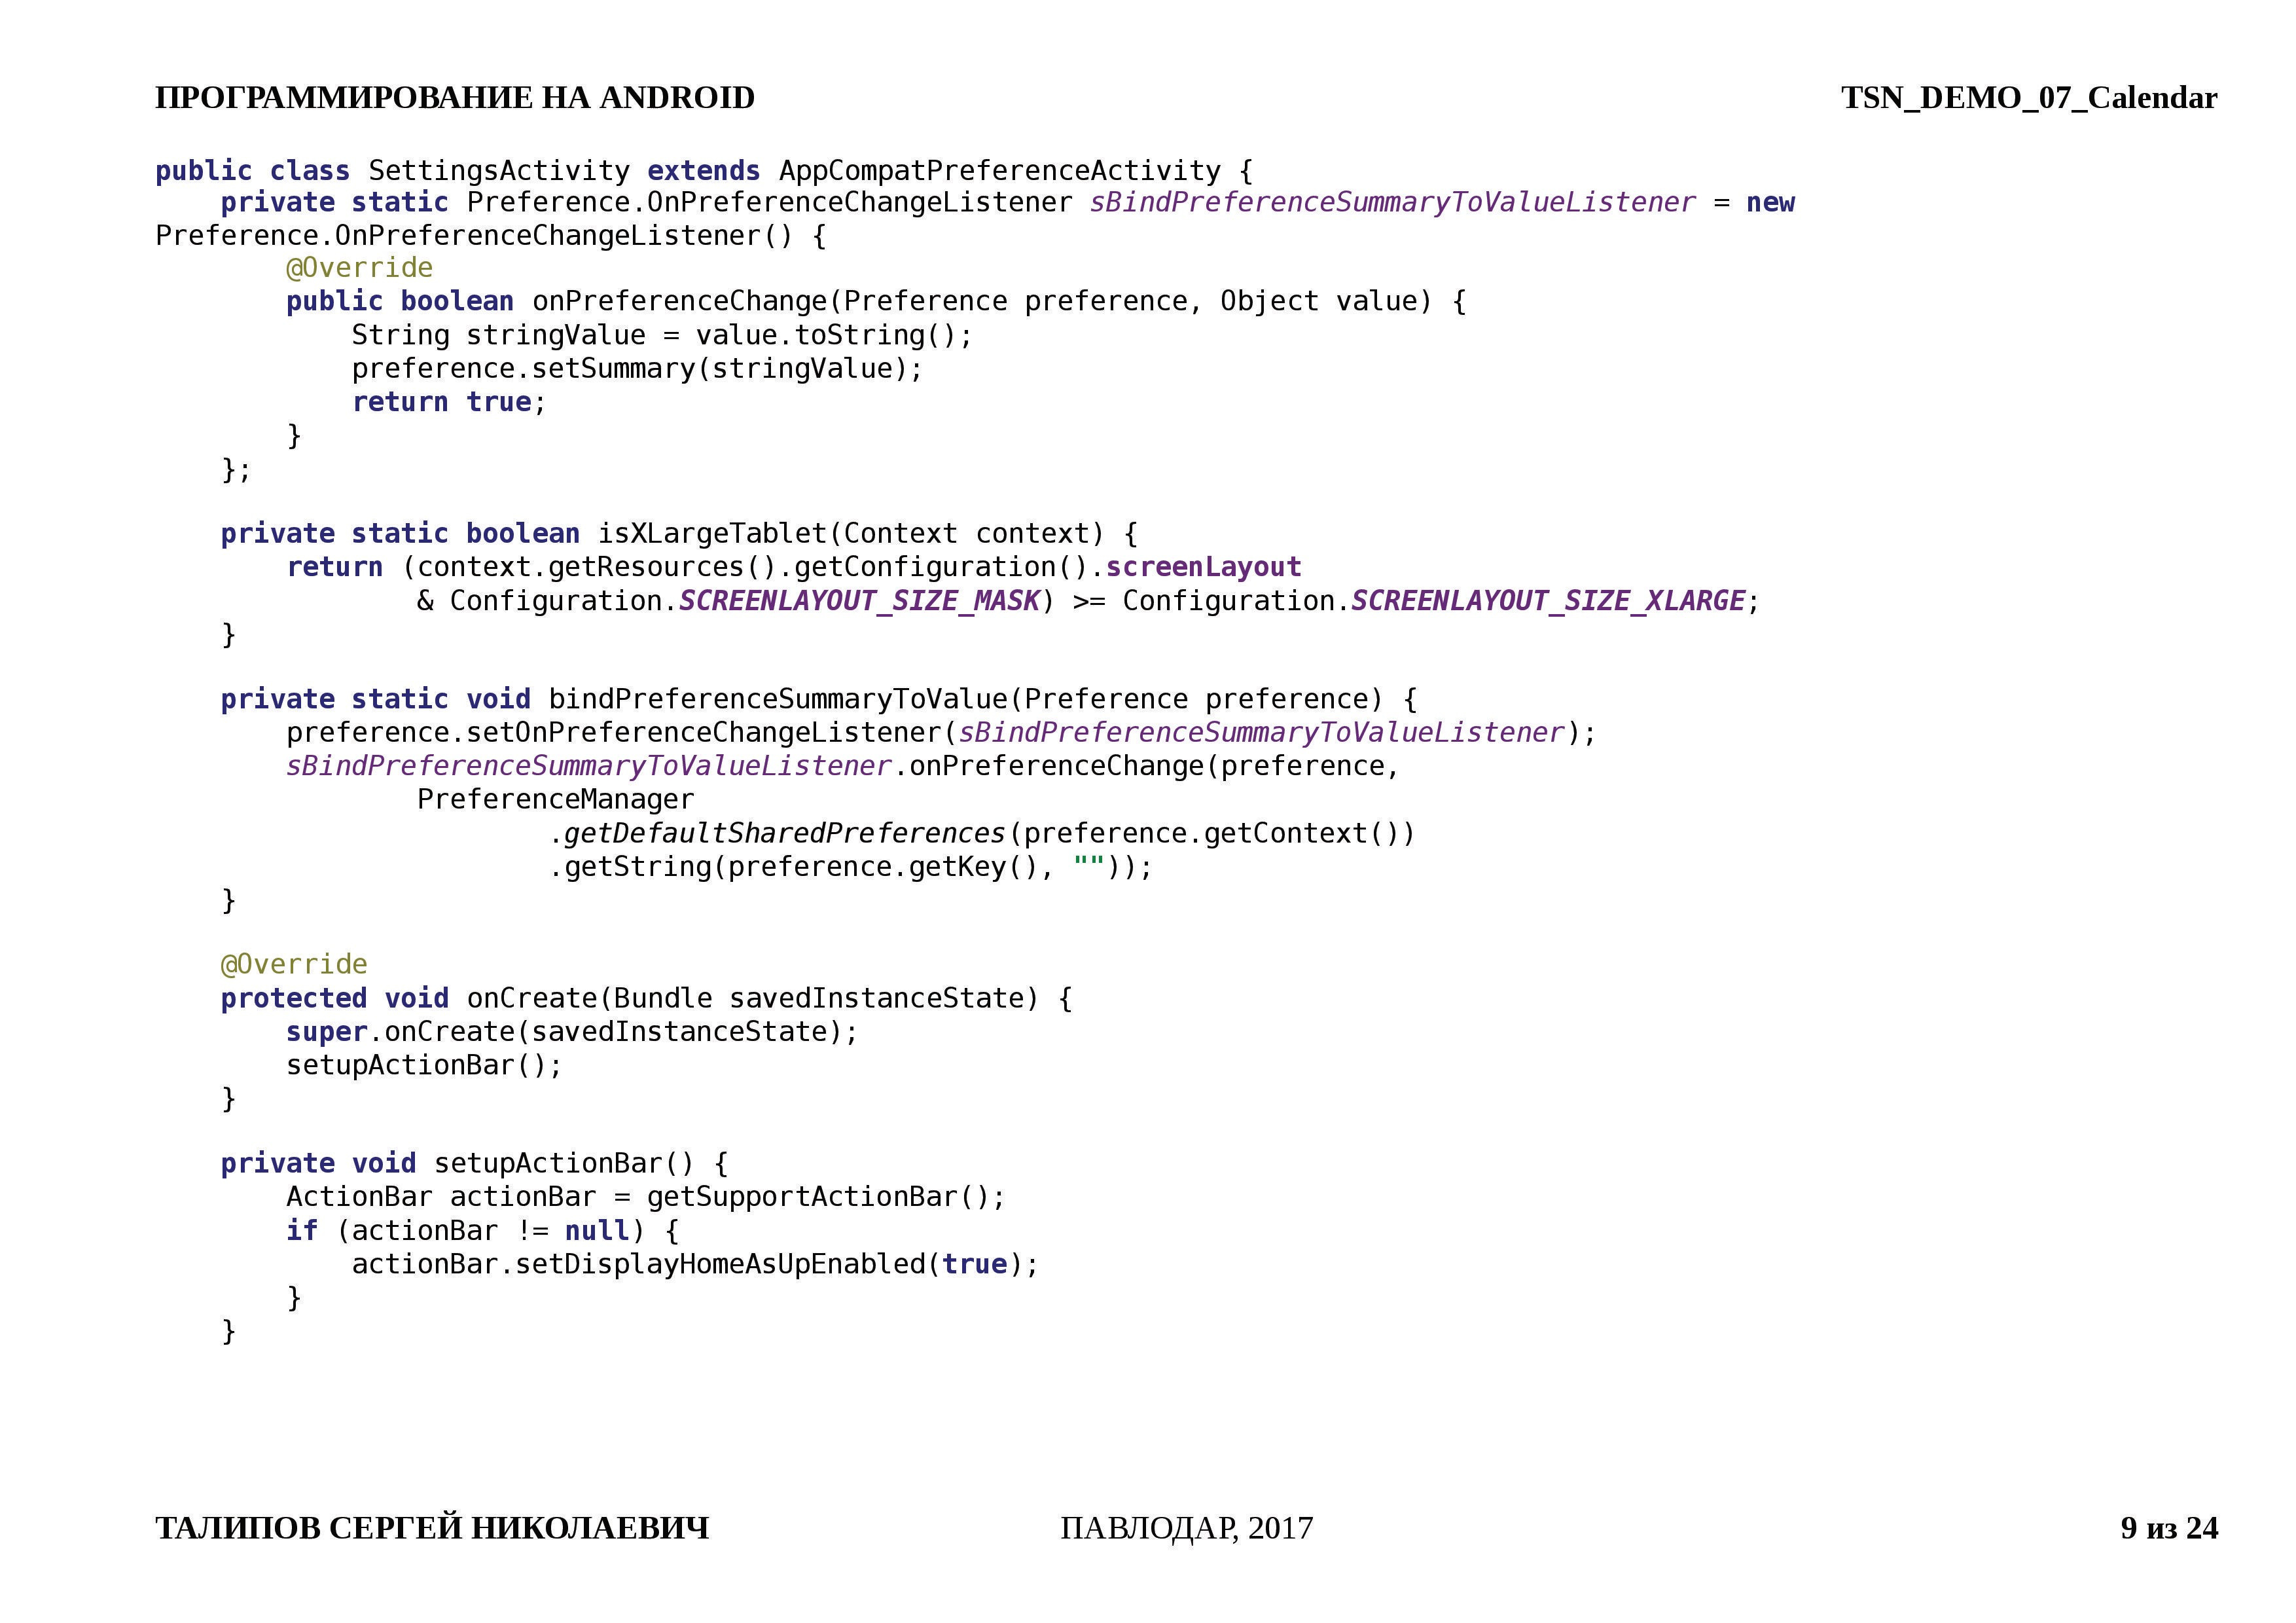 ПРОГРАММИРОВАНИЕ НА ANDROID TSN_DEMO_07_Calendar
public class SettingsActivity extends AppCompatPreferenceActivity {
    private static Preference.OnPreferenceChangeListener sBindPreferenceSummaryToValueListener = new
Preference.OnPreferenceChangeListener() {
        @Override
        public boolean onPreferenceChange(Preference preference, Object value) {
            String stringValue = value.toString();
            preference.setSummary(stringValue);
            return true;
        }
    };

    private static boolean isXLargeTablet(Context context) {
        return (context.getResources().getConfiguration().screenLayout
                & Configuration.SCREENLAYOUT_SIZE_MASK) >= Configuration.SCREENLAYOUT_SIZE_XLARGE;
    }

    private static void bindPreferenceSummaryToValue(Preference preference) {
        preference.setOnPreferenceChangeListener(sBindPreferenceSummaryToValueListener);
        sBindPreferenceSummaryToValueListener.onPreferenceChange(preference,
                PreferenceManager
                        .getDefaultSharedPreferences(preference.getContext())
                        .getString(preference.getKey(), ""));
    }

    @Override
    protected void onCreate(Bundle savedInstanceState) {
        super.onCreate(savedInstanceState);
        setupActionBar();
    }

    private void setupActionBar() {
        ActionBar actionBar = getSupportActionBar();
        if (actionBar != null) {
            actionBar.setDisplayHomeAsUpEnabled(true);
        }
    }
ТАЛИПОВ СЕРГЕЙ НИКОЛАЕВИЧ ПАВЛОДАР, 2017 9 из 24